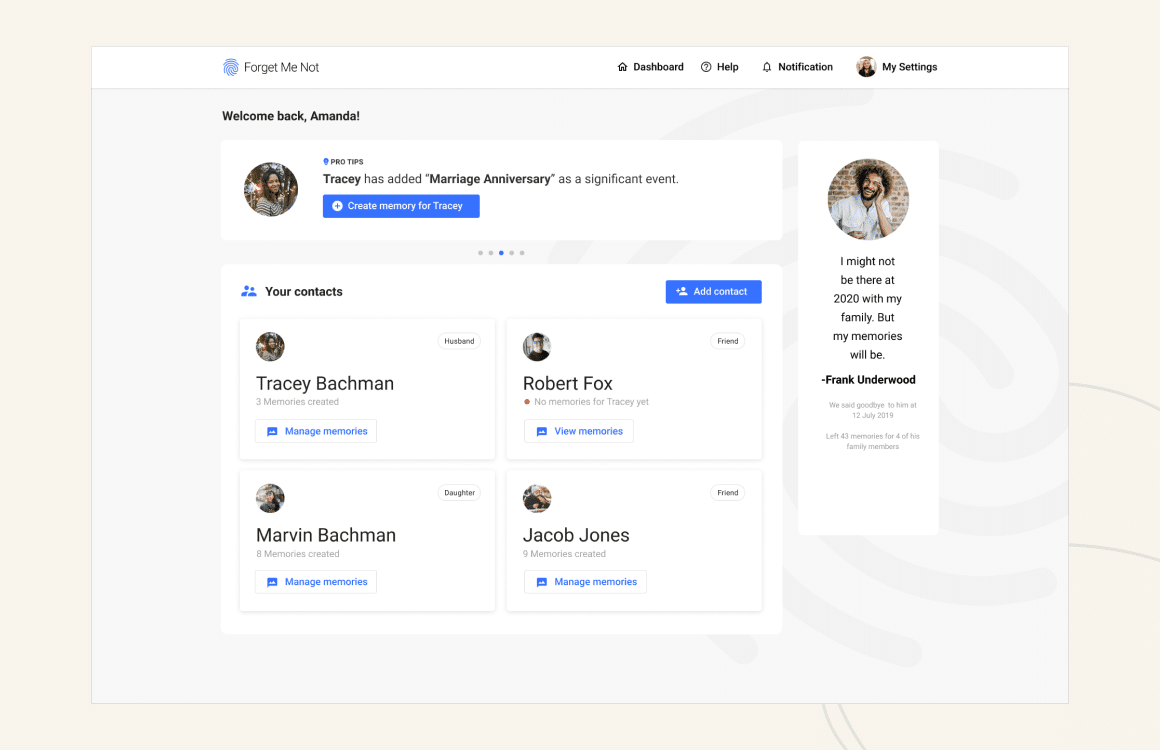 Forget Me Not
Dashboard
Help
Notification
My Settings
Welcome back, Amanda!
PRO TIPS
Tracey has added “Marriage Anniversary” as a significant event.
Create memory for Tracey
Your contacts
Add contact
Husband
Tracey Bachman
3 Memories created
Manage memories
Friend
Robert Fox
No memories for Tracey yet
View memories
Daughter
Marvin Bachman
8 Memories created
Manage memories
Friend
Jacob Jones
9 Memories created
Manage memories
I might not
be there at
2020 with my
family. But
my memories
will be.
-Frank Underwood
We said goodbye to him at
12 July 2019
Left 43 memories for 4 of his
family members